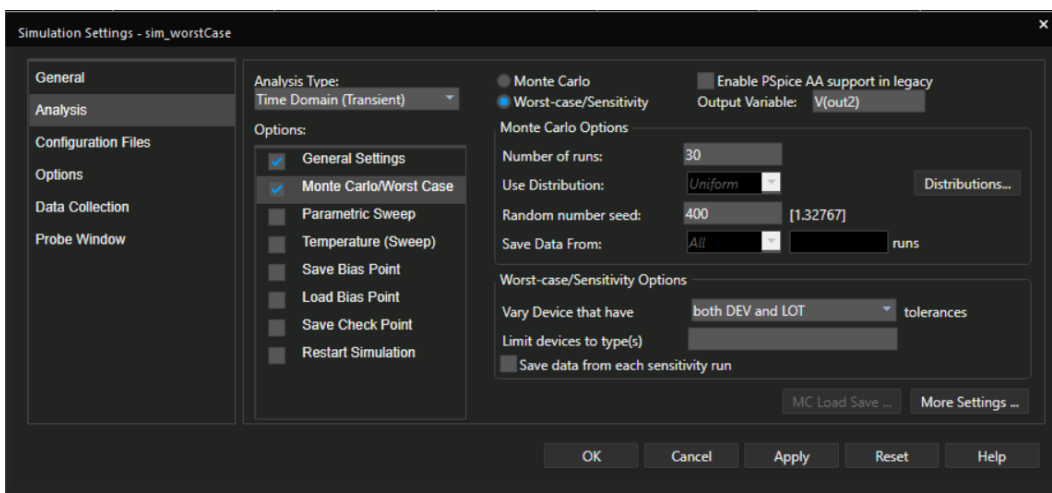 Simulation Settings - sim_worstCase
×
General
Analysis
Configuration Files
Options
Data Collection
Probe Window
Analysis Type:
Time Domain (Transient)
Options:
General Settings
Monte Carlo/Worst Case
Parametric Sweep
Temperature (Sweep)
Save Bias Point
Load Bias Point
Save Check Point
Restart Simulation
Monte Carlo
Enable PSpice AA support in legacy
Worst-case/Sensitivity
Output Variable: V(out2)
Monte Carlo Options
Number of runs: 30
Use Distribution: Uniform Distributions...
Random number seed: 400 [1.32767]
Save Data From: All runs
Worst-case/Sensitivity Options
Vary Device that have both DEV and LOT tolerances
Limit devices to type(s)
Save data from each sensitivity run
MC Load Save ... More Settings ...
OK Cancel Apply Reset Help